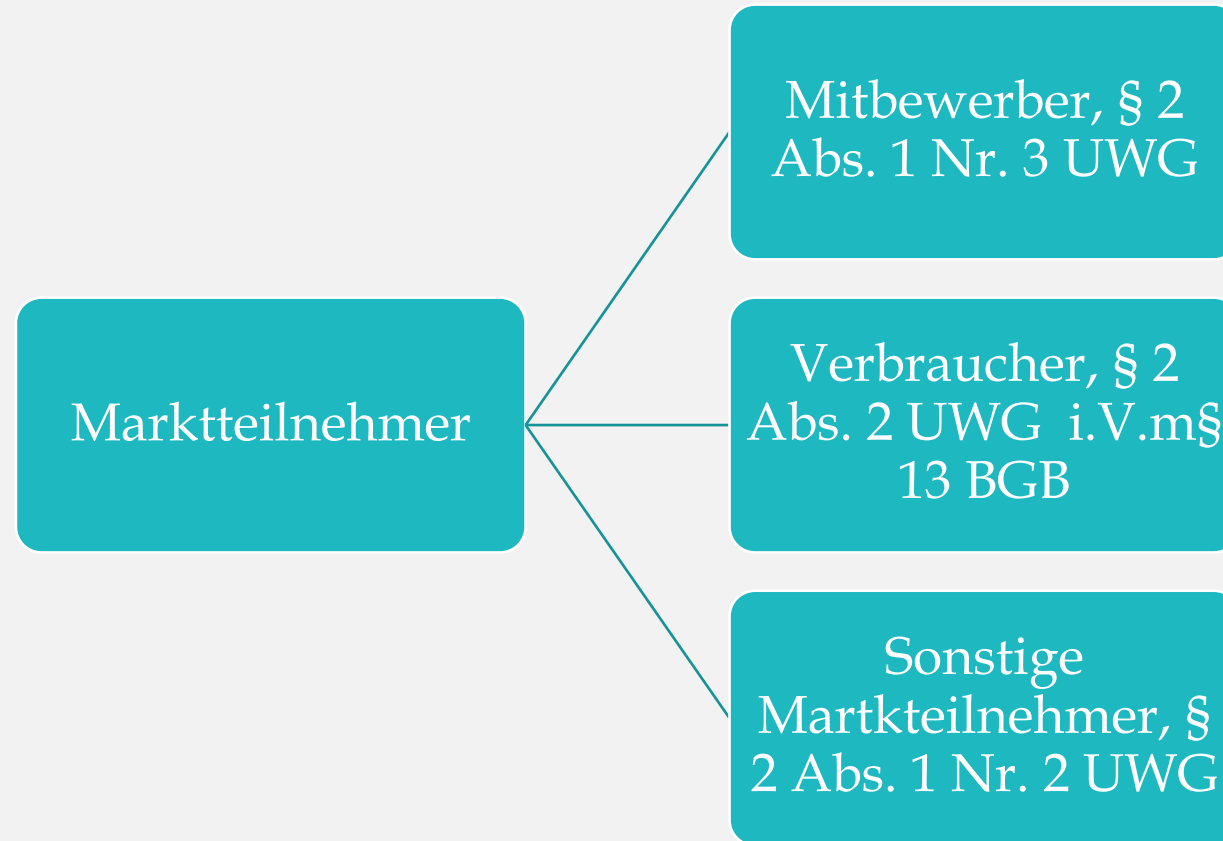 Marktteilnehmer
Mitbewerber, § 2
Abs. 1 Nr. 3 UWG
Verbraucher, § 2
Abs. 2 UWG  i.V.m§
13 BGB
Sonstige
Martkteilnehmer, §
2 Abs. 1 Nr. 2 UWG